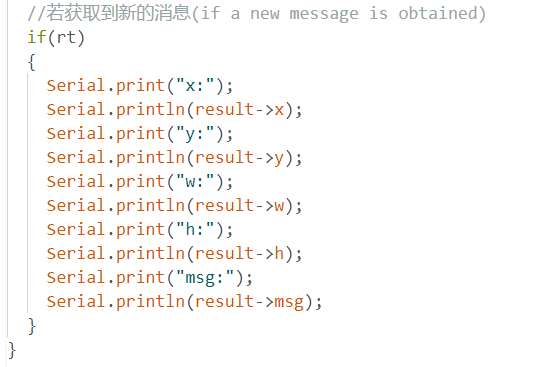 //若获取到新的消息(if a new message is obtained)
if(rt)
{
Serial.print("x:");
Serial.println(result->x);
Serial.print("y:");
Serial.println(result->y);
Serial.print("w:");
Serial.println(result->w);
Serial.print("h:");
Serial.println(result->h);
Serial.print("msg:");
Serial.println(result->msg);
}
}